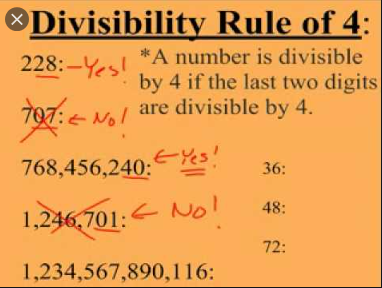 Divisibility Rule of 4:
228: - Yes!
*A number is divisible
by 4 if the last two digits
are divisible by 4.
707: ← No!
768,456,240: ← Yes!
36:
1,246,701: ← No!
48:
72:
1,234,567,890,116: